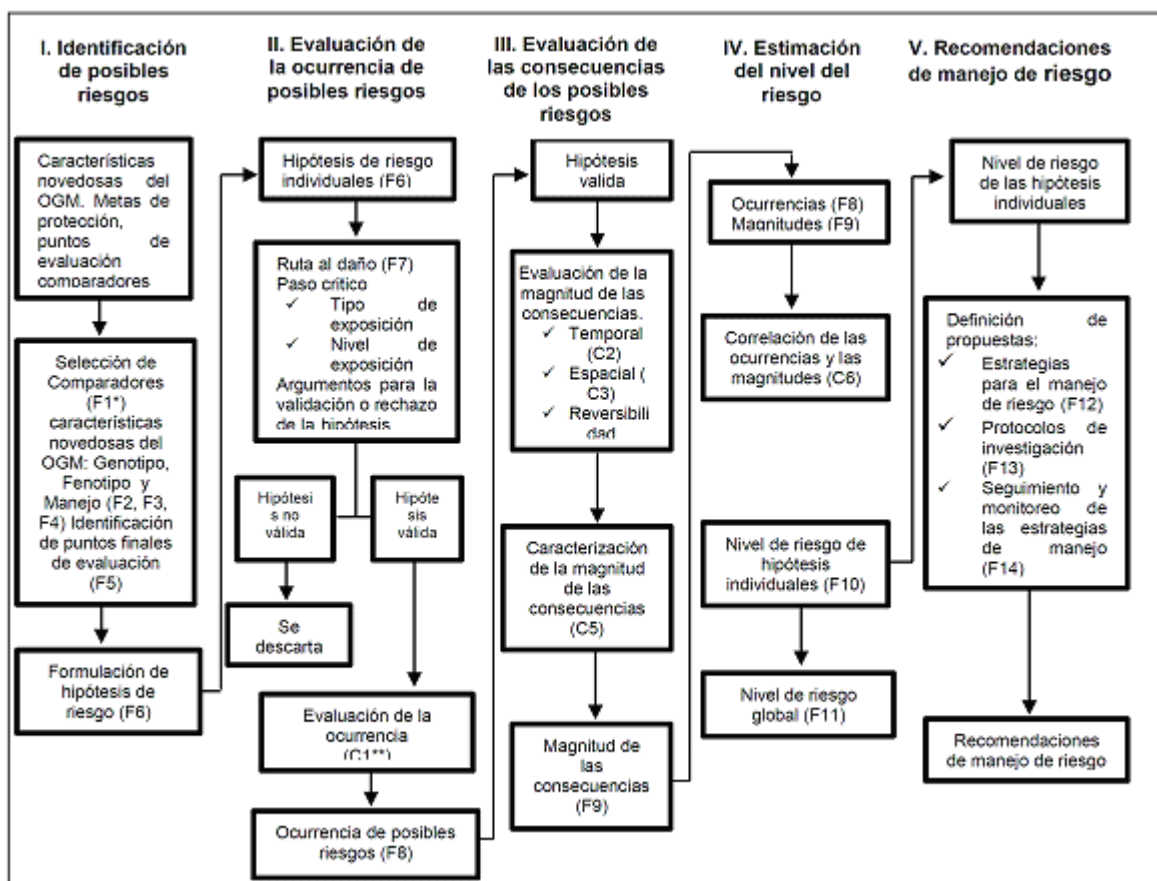 I. Identificación
de posibles
riesgos
Características
novedosas del
OGM. Metas de
protección,
puntos de
evaluación
comparadores
Selección de
Comparadores
(F1*)
características
novedosas del
OGM: Genotipo,
Fenotipo y
Manejo (F2, F3,
F4) Identificación
de puntos finales
de evaluación
(F5)
Formulación de
hipótesis de
riesgo (F6)
II. Evaluación de
la ocurrencia de
posibles riesgos
Hipótesis de riesgo
individuales (F6)
Ruta al daño (F7)
Paso crítico
✓ Tipo de
exposición
✓ Nivel de
exposición
Argumentos para la
validación o rechazo
de la hipótesis
Hipótesi
s no
válida
Hipóte
sis
válida
Se
descarta
Evaluación de la
ocurrencia
(C1**)
Ocurrencia de posibles
riesgos (F8)
III. Evaluación de
las consecuencias
de los posibles
riesgos
Hipótesis
valida
Evaluación de la
magnitud de las
consecuencias.
✓ Temporal
(C2)
✓ Espacial (
C3)
✓ Reversibili
dad
Caracterización
de la magnitud
de las
consecuencias
(C5)
Magnitud de
las
consecuencias
(F9)
IV. Estimación
del nivel del
riesgo
Ocurrencias (F8)
Magnitudes (F9)
Correlación de las
ocurrencias y las
magnitudes (C6)
Nivel de riesgo de
hipótesis
individuales (F10)
Nivel de riesgo
global (F11)
V. Recomendaciones
de manejo de riesgo
Nivel de riesgo
de las hipótesis
individuales
Definición de
propuestas:
✓ Estrategias
para el manejo
de riesgo (F12)
✓ Protocolos de
investigación
(F13)
✓ Seguimiento y
monitoreo de
las estrategias
de manejo
(F14)
Recomendaciones
de manejo de riesgo